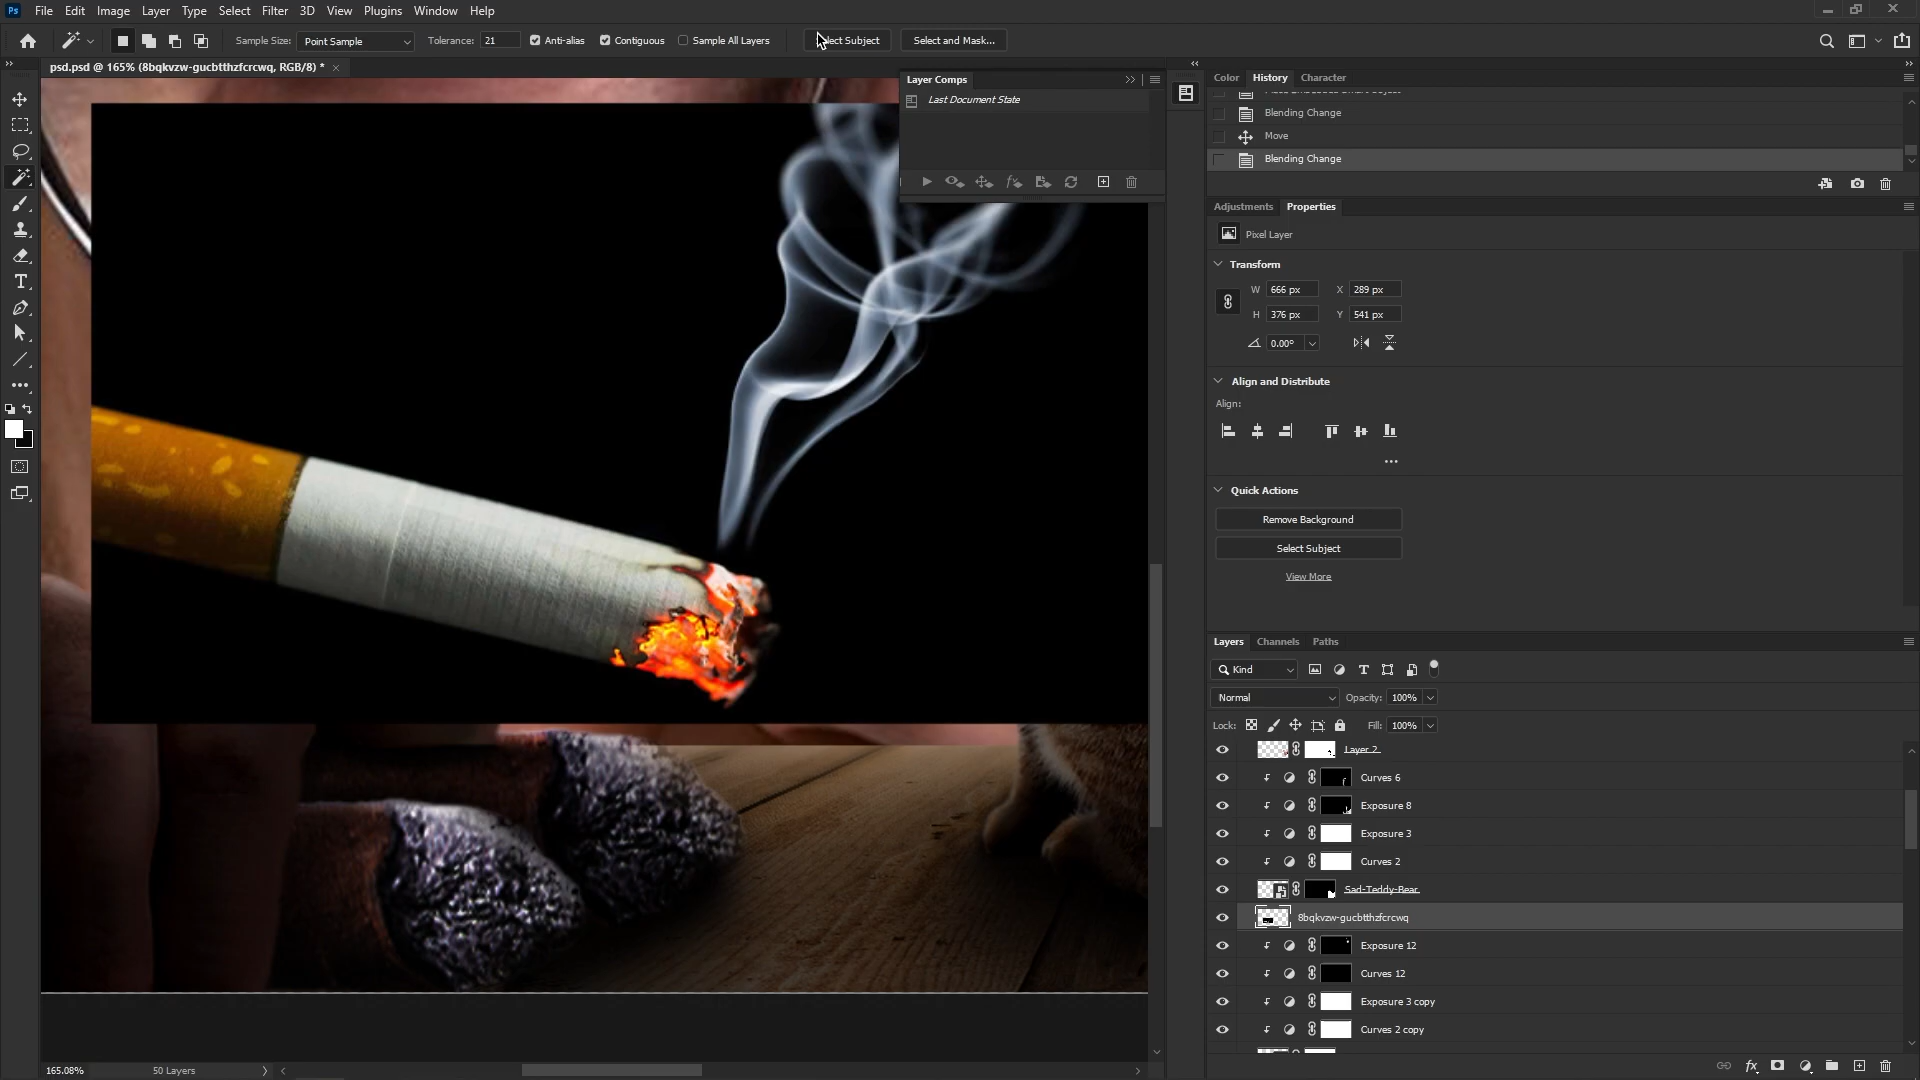 Ps File Edit Image Layer Type Select Filter 3D View Plugins Window Help
Sample Size: Point Sample Tolerance: 21 Anti-alias Contiguous Sample All Layers Select Subject Select and Mask...
psd.psd @ 165% (8bqkvzw-gucbtthzfcrcwq, RGB/8) *
Layer Comps
Last Document State
Color History Character
Blending Change
Move
Blending Change
Adjustments Properties
Pixel Layer
Transform
W 666 px X 289 px
H 376 px Y 541 px
0.00°
Align and Distribute
Align:
Quick Actions
Remove Background
Select Subject
View More
Layers Channels Paths
Kind
Normal Opacity: 100%
Lock: Fill: 100%
Layer 2
Curves 6
Exposure 8
Exposure 3
Curves 2
Sad-Teddy-Bear
8bqkvzw-gucbtthzfcrcwq
Exposure 12
Curves 12
Exposure 3 copy
Curves 2 copy
165.08% 50 Layers